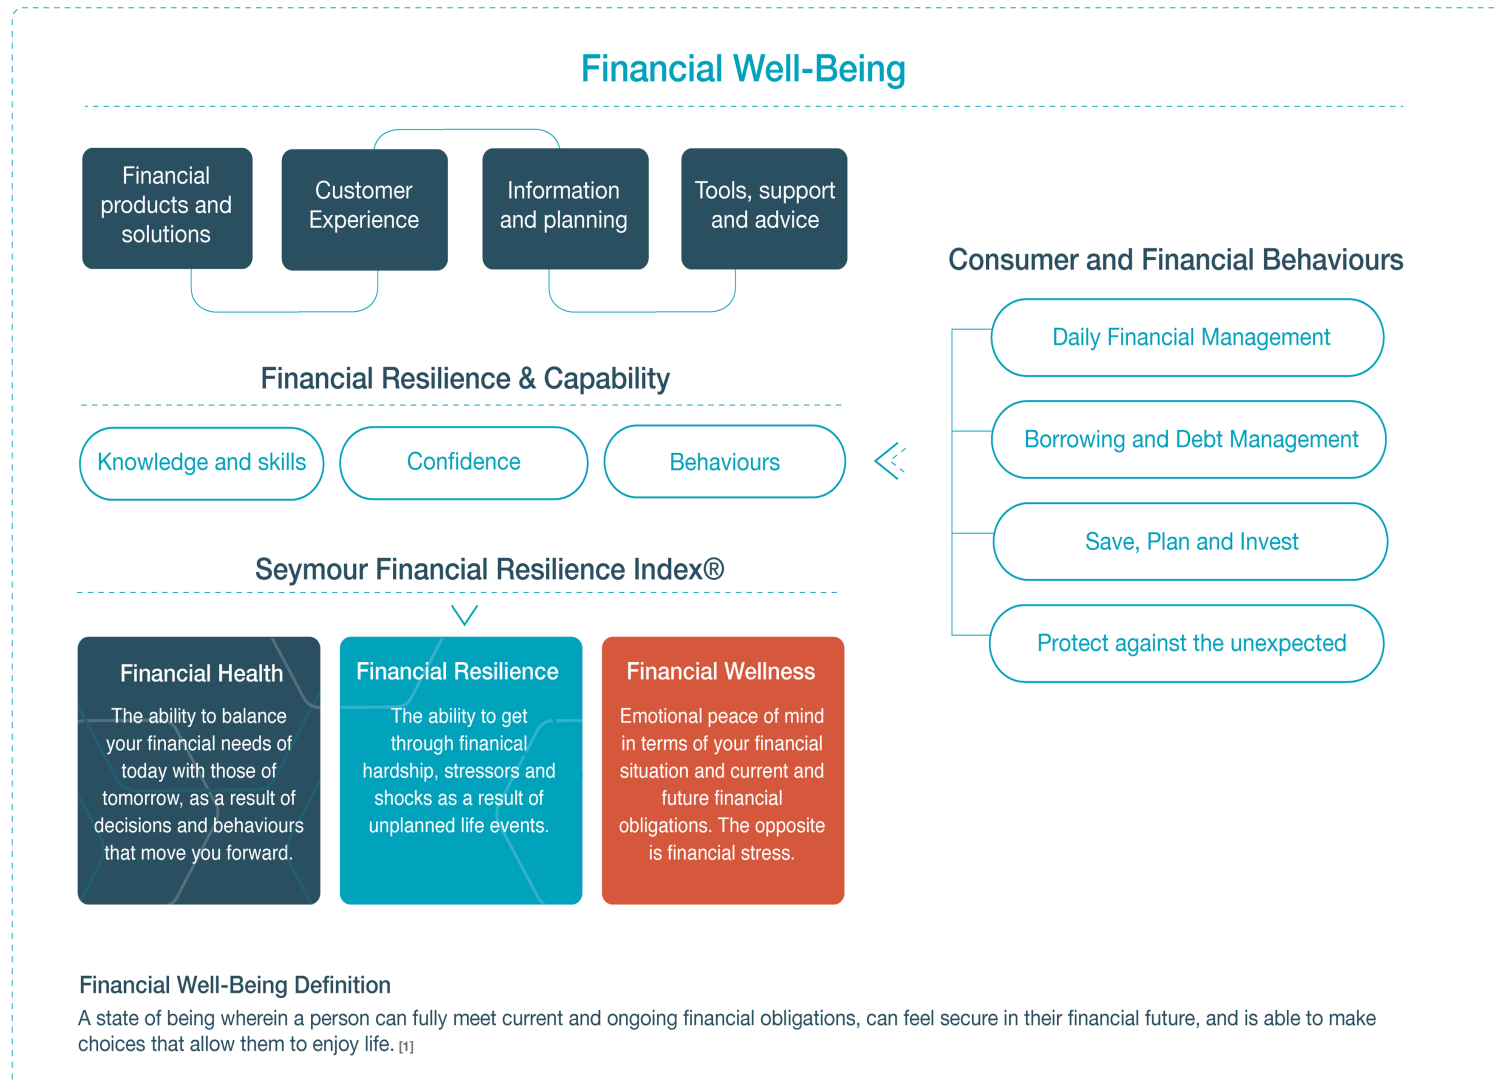 Financial Well-Being
Financial
products and
solutions
Customer
Experience
Information
and planning
Tools, support
and advice
Financial Resilience & Capability
Knowledge and skills
Confidence
Behaviours
Consumer and Financial Behaviours
Daily Financial Management
Borrowing and Debt Management
Save, Plan and Invest
Protect against the unexpected
Seymour Financial Resilience Index®
Financial Health
The ability to balance
your financial needs of
today with those of
tomorrow, as a result of
decisions and behaviours
that move you forward.
Financial Resilience
The ability to get
through finanical
hardship, stressors and
shocks as a result of
unplanned life events.
Financial Wellness
Emotional peace of mind
in terms of your financial
situation and current and
future financial
obligations. The opposite
is financial stress.
Financial Well-Being Definition
A state of being wherein a person can fully meet current and ongoing financial obligations, can feel secure in their financial future, and is able to make
choices that allow them to enjoy life. [1]